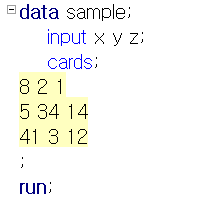 data sample;
input x y z;
cards;
8 2 1
5 34 14
41 3 12
;
run;